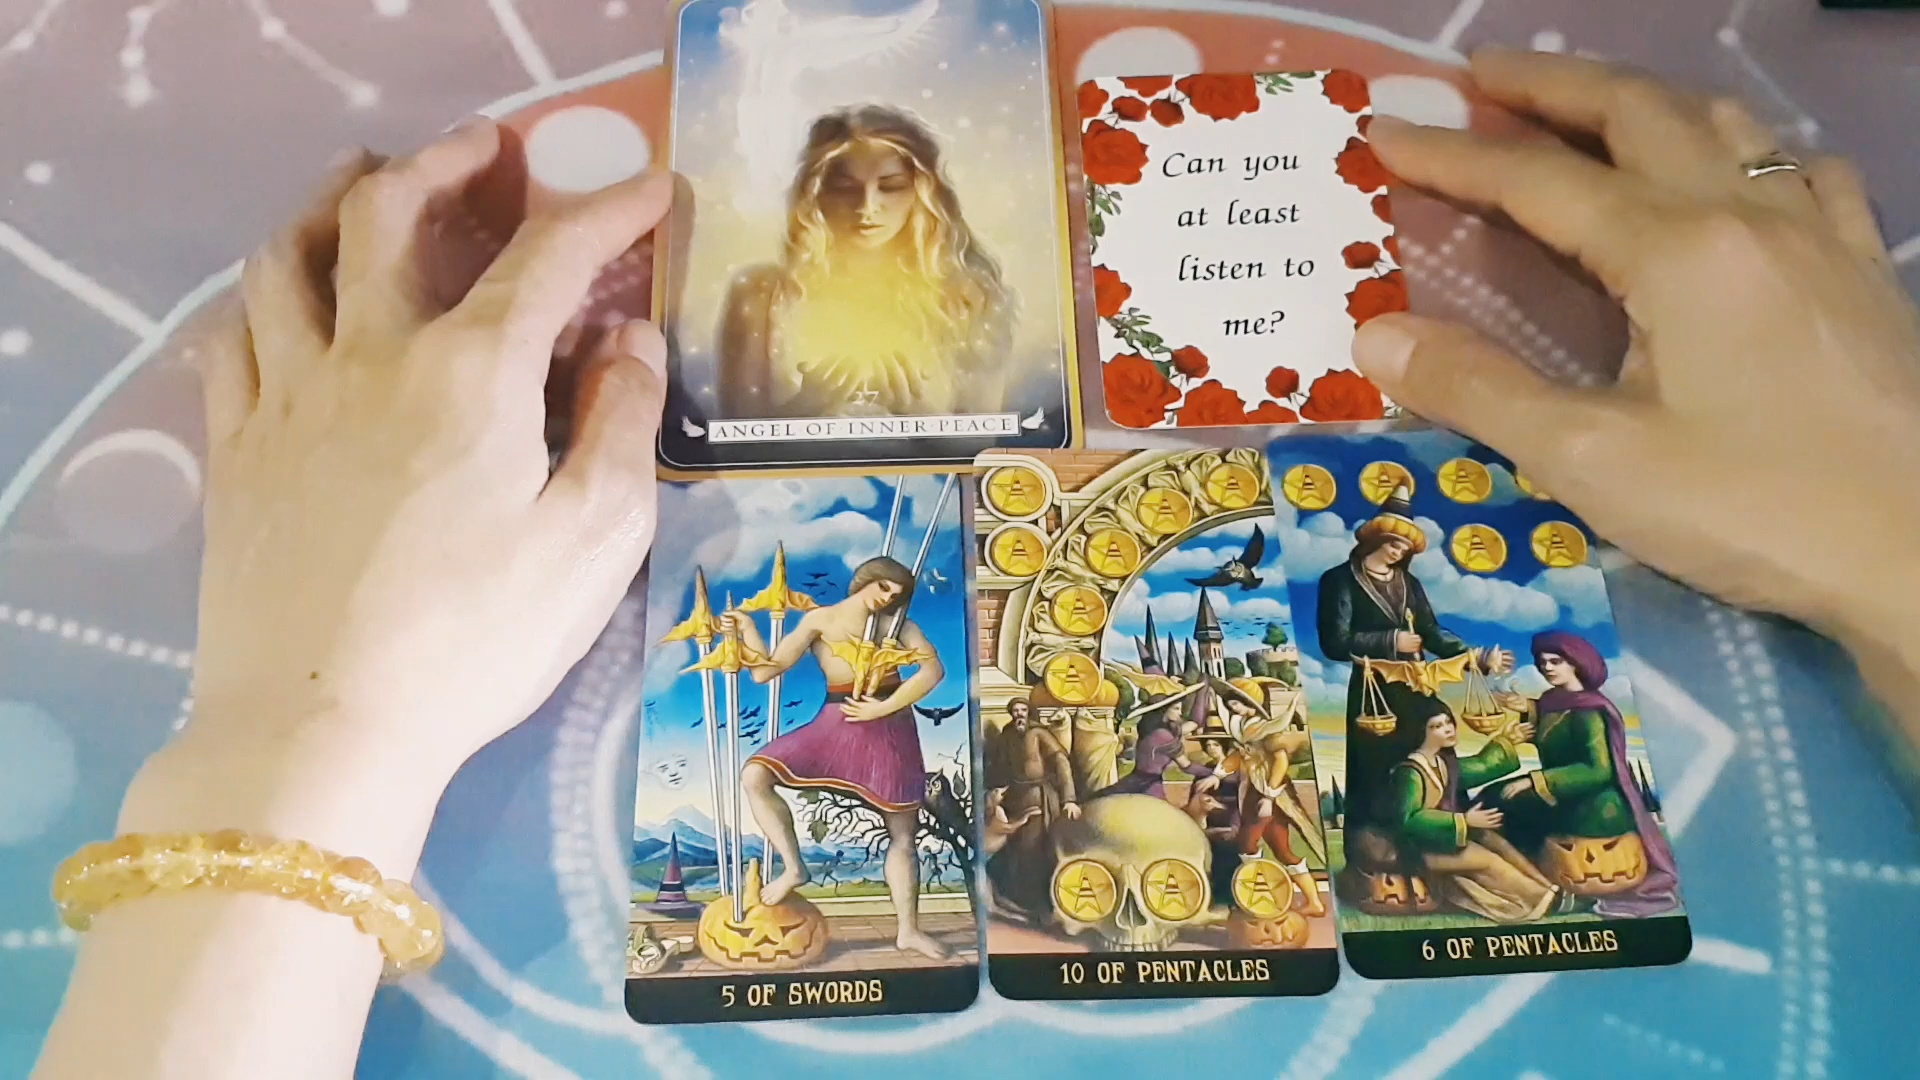 27
ANGEL OF INNER PEACE
Can you
at least
listen to
me?
5 OF SWORDS
10 OF PENTACLES
6 OF PENTACLES